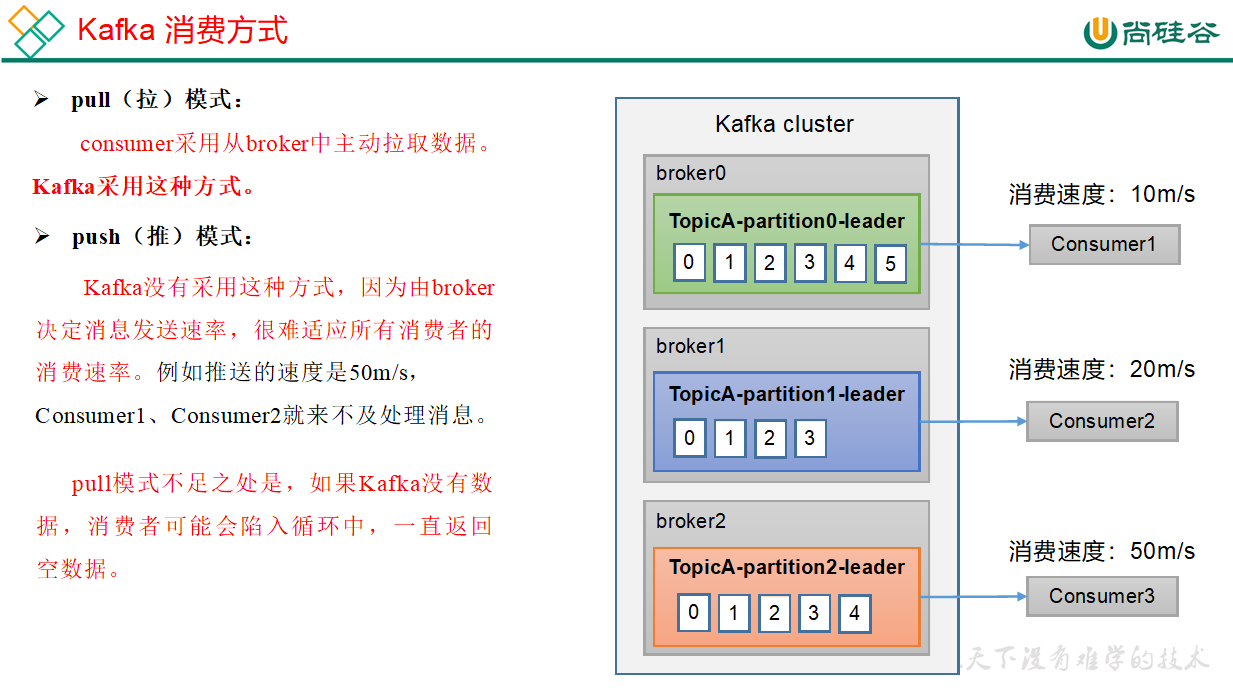 Kafka 消费方式
尚硅谷
➢ pull（拉）模式：
consumer采用从broker中主动拉取数据。
Kafka采用这种方式。
➢ push（推）模式：
Kafka没有采用这种方式，因为由broker
决定消息发送速率，很难适应所有消费者的
消费速率。例如推送的速度是50m/s，
Consumer1、Consumer2就来不及处理消息。
pull模式不足之处是，如果Kafka没有数
据，消费者可能会陷入循环中，一直返回
空数据。
Kafka cluster
broker0
TopicA-partition0-leader
0 1 2 3 4 5
消费速度：10m/s
Consumer1
broker1
TopicA-partition1-leader
0 1 2 3
消费速度：20m/s
Consumer2
broker2
TopicA-partition2-leader
0 1 2 3 4
消费速度：50m/s
Consumer3
天下没有难学的技术